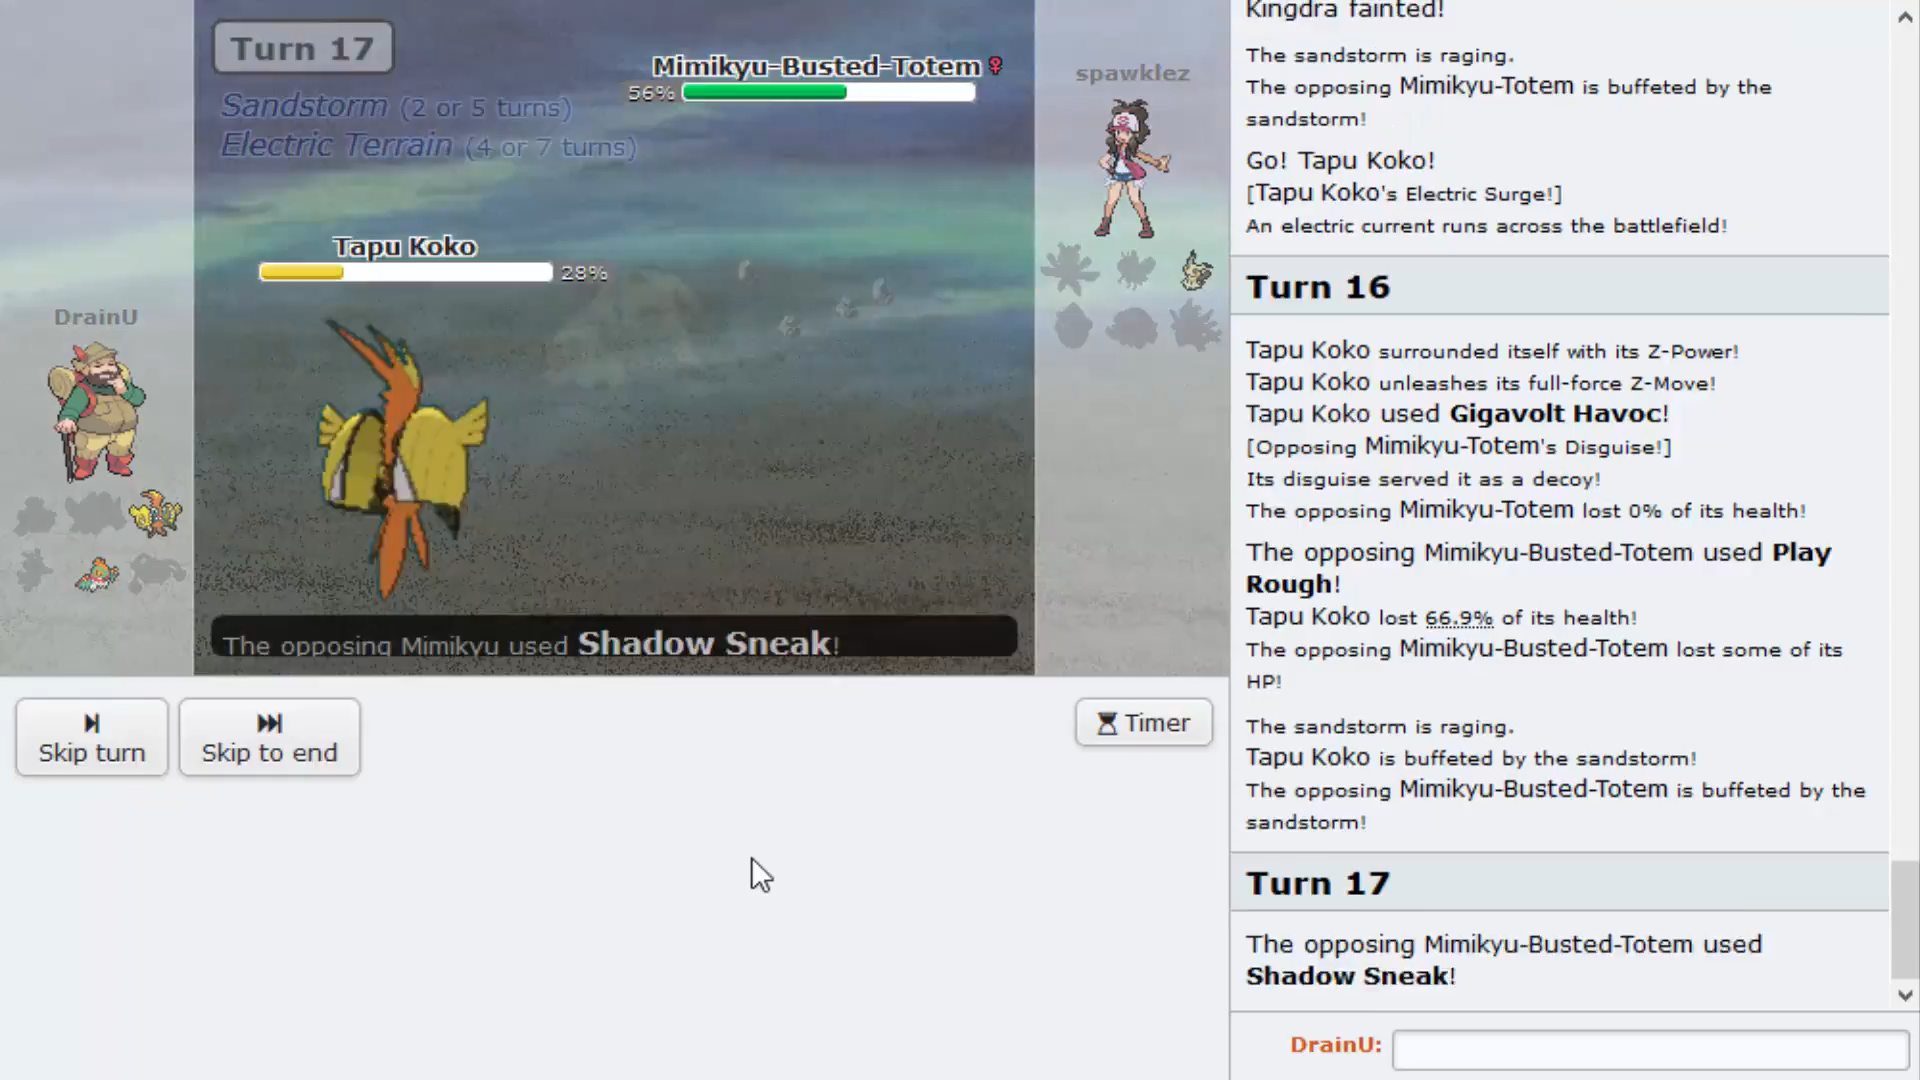 Turn 17
Sandstorm (2 or 5 turns)
Electric Terrain (4 or 7 turns)
Mimikyu-Busted-Totem ♀
56%
Tapu Koko
28%
DrainU
spawklez
The opposing Mimikyu used Shadow Sneak!
Skip turn
Skip to end
Timer
Kingdra fainted!
The sandstorm is raging.
The opposing Mimikyu-Totem is buffeted by the
sandstorm!
Go! Tapu Koko!
[Tapu Koko's Electric Surge!]
An electric current runs across the battlefield!
Turn 16
Tapu Koko surrounded itself with its Z-Power!
Tapu Koko unleashes its full-force Z-Move!
Tapu Koko used Gigavolt Havoc!
[Opposing Mimikyu-Totem's Disguise!]
Its disguise served it as a decoy!
The opposing Mimikyu-Totem lost 0% of its health!
The opposing Mimikyu-Busted-Totem used Play
Rough!
Tapu Koko lost 66.9% of its health!
The opposing Mimikyu-Busted-Totem lost some of its
HP!
The sandstorm is raging.
Tapu Koko is buffeted by the sandstorm!
The opposing Mimikyu-Busted-Totem is buffeted by the
sandstorm!
Turn 17
The opposing Mimikyu-Busted-Totem used
Shadow Sneak!
DrainU: